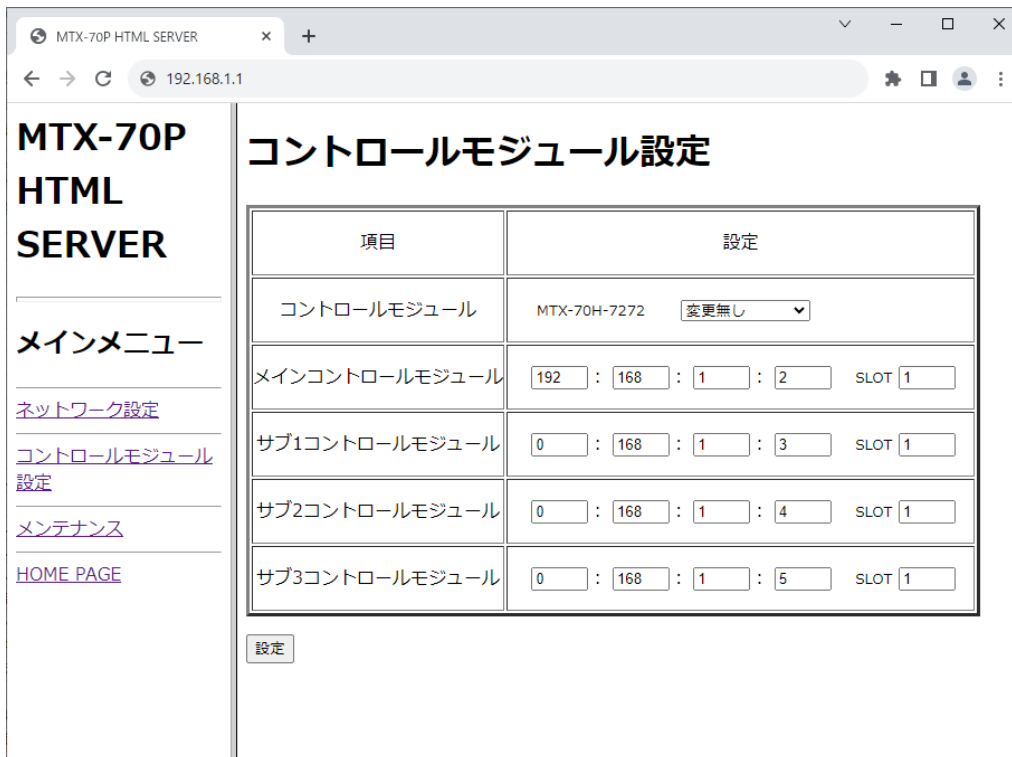 MTX-70P HTML SERVER
192.168.1.1
MTX-70P
HTML
SERVER
メインメニュー
ネットワーク設定
コントロールモジュール
設定
メンテナンス
HOME PAGE
コントロールモジュール設定
項目 設定
コントロールモジュール MTX-70H-7272 変更無し
メインコントロールモジュール 192 : 168 : 1 : 2 SLOT 1
サブ1コントロールモジュール 0 : 168 : 1 : 3 SLOT 1
サブ2コントロールモジュール 0 : 168 : 1 : 4 SLOT 1
サブ3コントロールモジュール 0 : 168 : 1 : 5 SLOT 1
設定